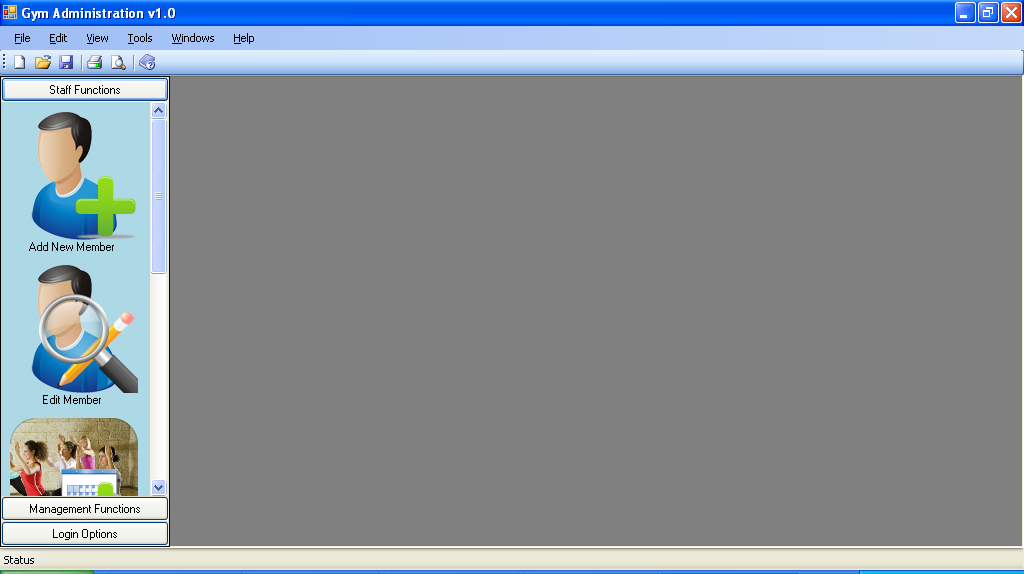 Gym Administration v1.0
File Edit View Tools Windows Help
Staff Functions
Add New Member
Edit Member
Management Functions
Login Options
Status